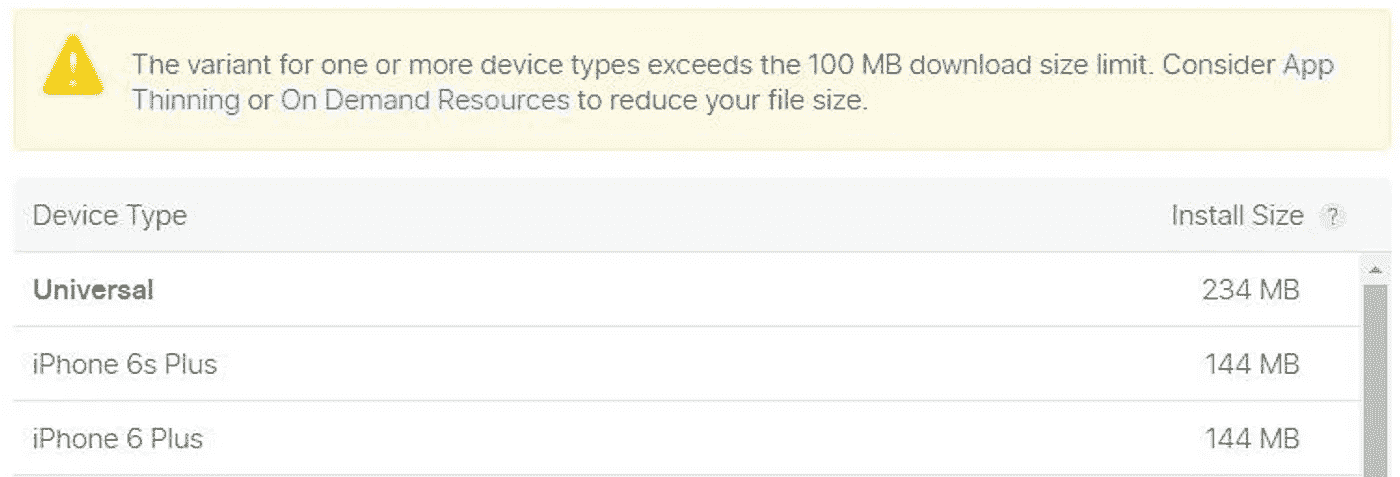 The variant for one or more device types exceeds the 100 MB download size limit. Consider App
Thinning or On Demand Resources to reduce your file size.
Device Type Install Size ?
Universal 234 MB
iPhone 6s Plus 144 MB
iPhone 6 Plus 144 MB